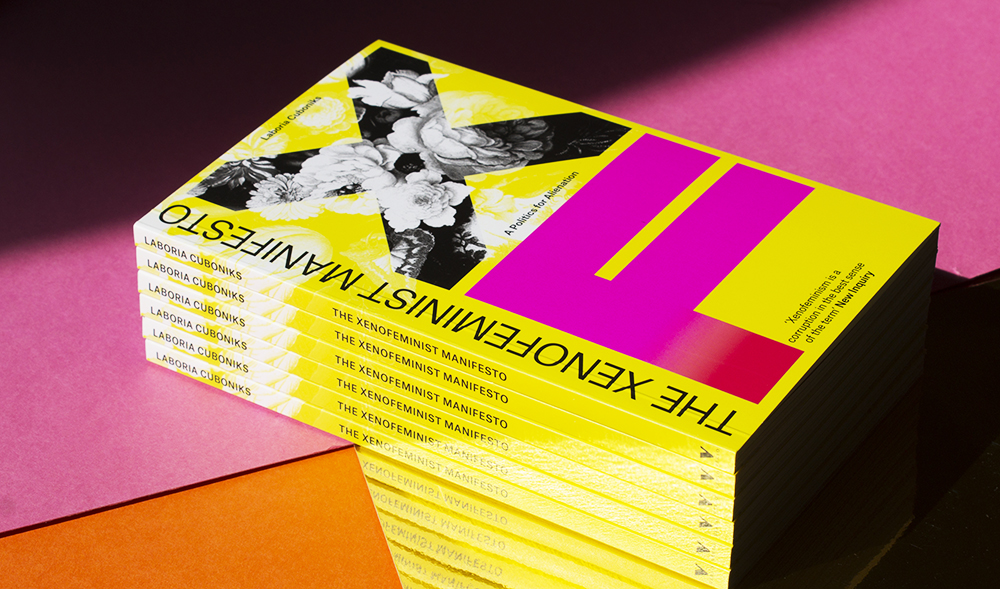 Laboria Cuboniks
XF
A Politics for Alienation
'Xenofeminism is a
corruption in the best sense
of the term' New Inquiry
THE XENOFEMINIST MANIFESTO
LABORIA CUBONIKS THE XENOFEMINIST MANIFESTO
LABORIA CUBONIKS THE XENOFEMINIST MANIFESTO
LABORIA CUBONIKS THE XENOFEMINIST MANIFESTO
LABORIA CUBONIKS THE XENOFEMINIST MANIFESTO
LABORIA CUBONIKS THE XENOFEMINIST MANIFESTO
LABORIA CUBONIKS THE XENOFEMINIST MANIFESTO